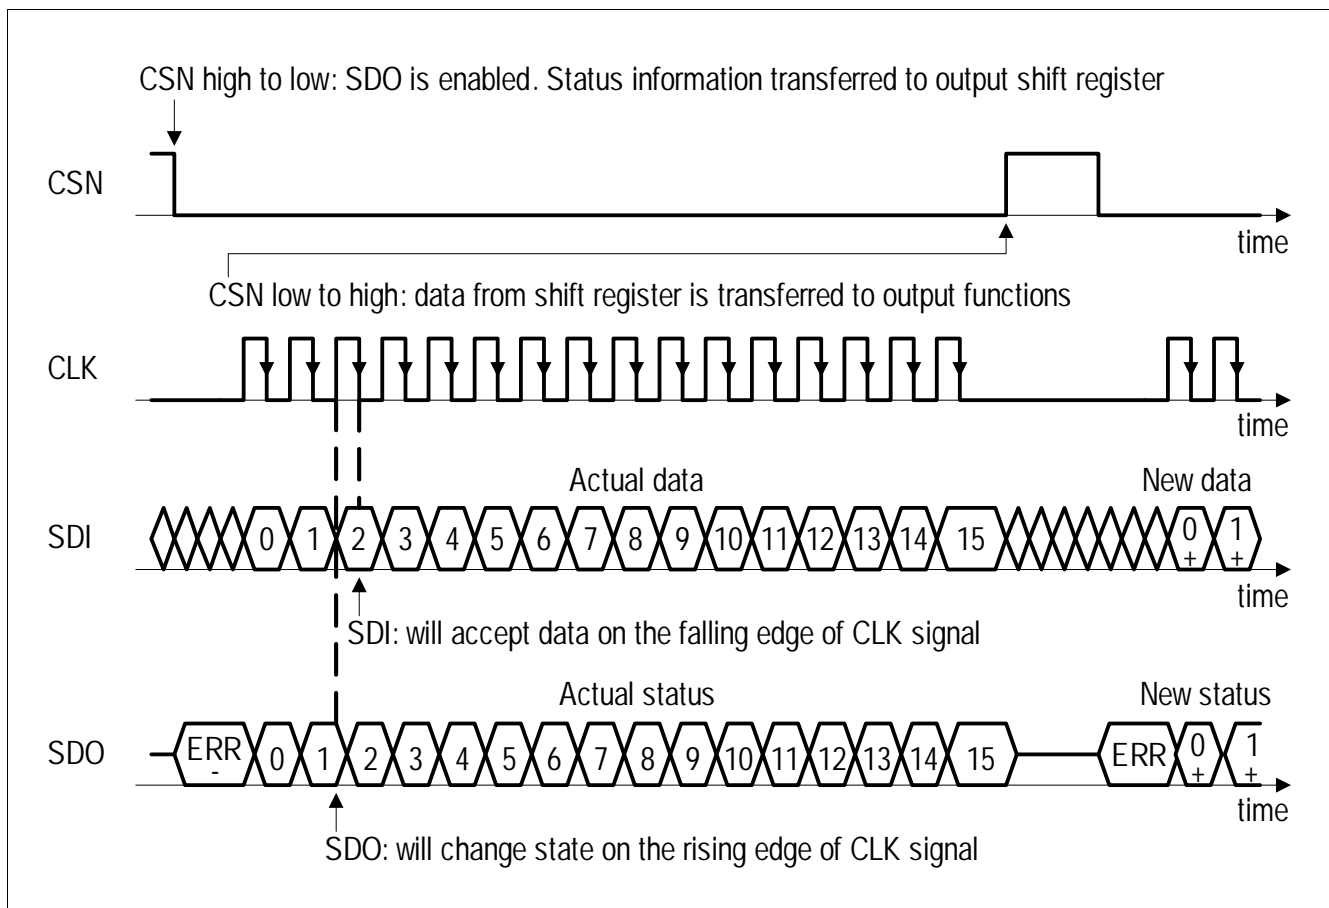 CSN high to low: SDO is enabled. Status information transferred to output shift register
CSN
time
CSN low to high: data from shift register is transferred to output functions
CLK
time
Actual data
New data
SDI
0 1 2 3 4 5 6 7 8 9 10 11 12 13 14 15 0 1
+ +
time
SDI: will accept data on the falling edge of CLK signal
Actual status
New status
SDO
ERR 0 1 2 3 4 5 6 7 8 9 10 11 12 13 14 15 ERR 0 1
- + +
time
SDO: will change state on the rising edge of CLK signal